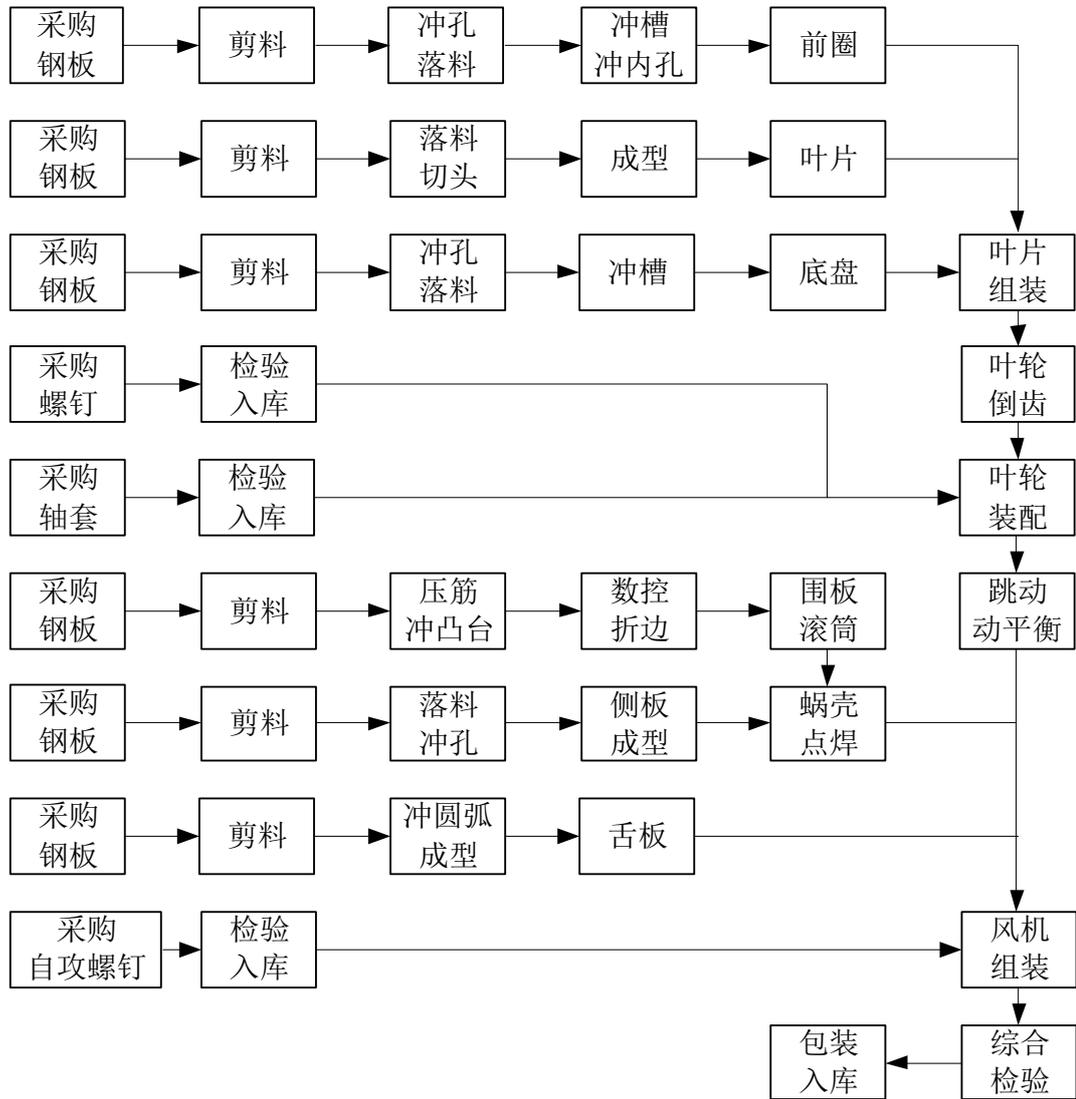 采购
钢板
剪料
冲孔
落料
冲槽
冲内孔
前圈
采购
钢板
剪料
落料
切头
成型
叶片
采购
钢板
剪料
冲孔
落料
冲槽
底盘
叶片
组装
采购
螺钉
检验
入库
叶轮
倒齿
采购
轴套
检验
入库
叶轮
装配
采购
钢板
剪料
压筋
冲凸台
数控
折边
围板
滚筒
跳动
动平衡
采购
钢板
剪料
落料
冲孔
侧板
成型
蜗壳
点焊
采购
钢板
剪料
冲圆弧
成型
舌板
采购
自攻螺钉
检验
入库
风机
组装
包装
入库
综合
检验